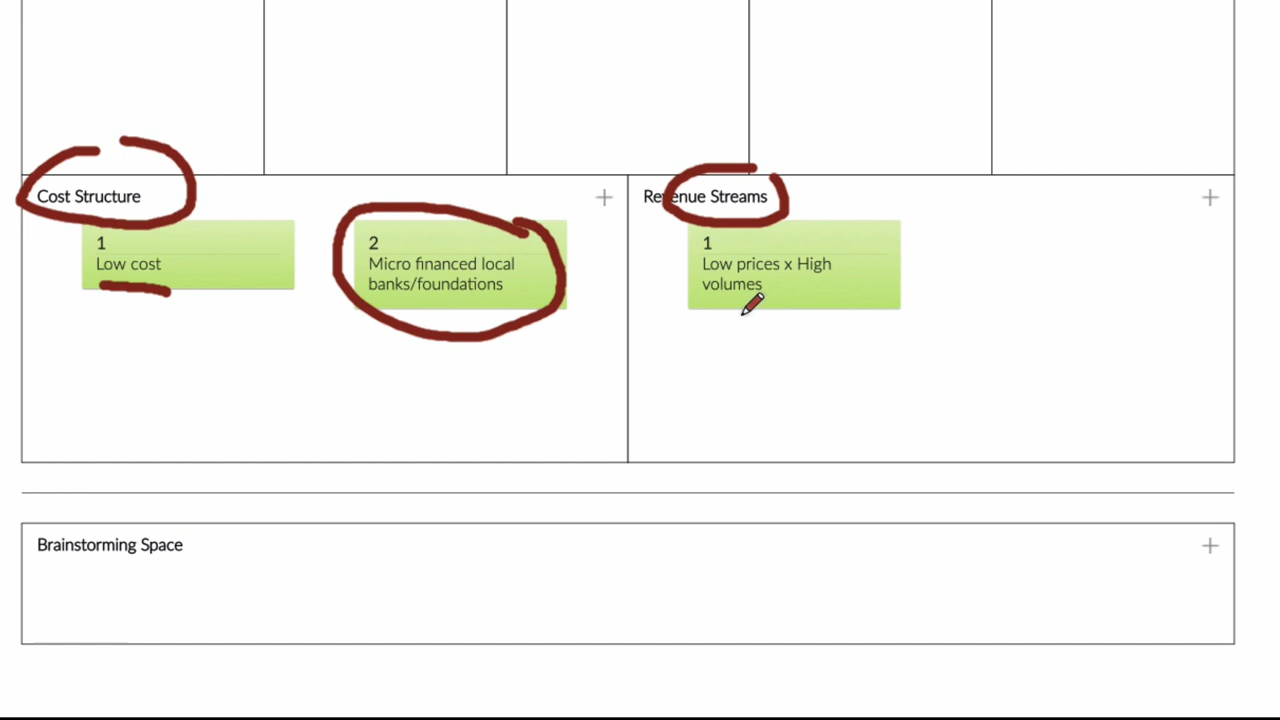 Cost Structure
1
Low cost
2
Micro financed local
banks/foundations
Revenue Streams
1
Low prices x High
volumes
Brainstorming Space